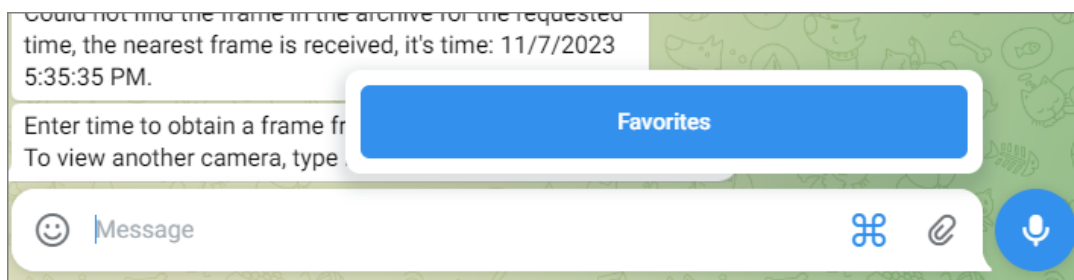 Could not find the frame in the archive for the requested
time, the nearest frame is received, it's time: 11/7/2023
5:35:35 PM.
Enter time to obtain a frame
To view another camera, type
Favorites
Message